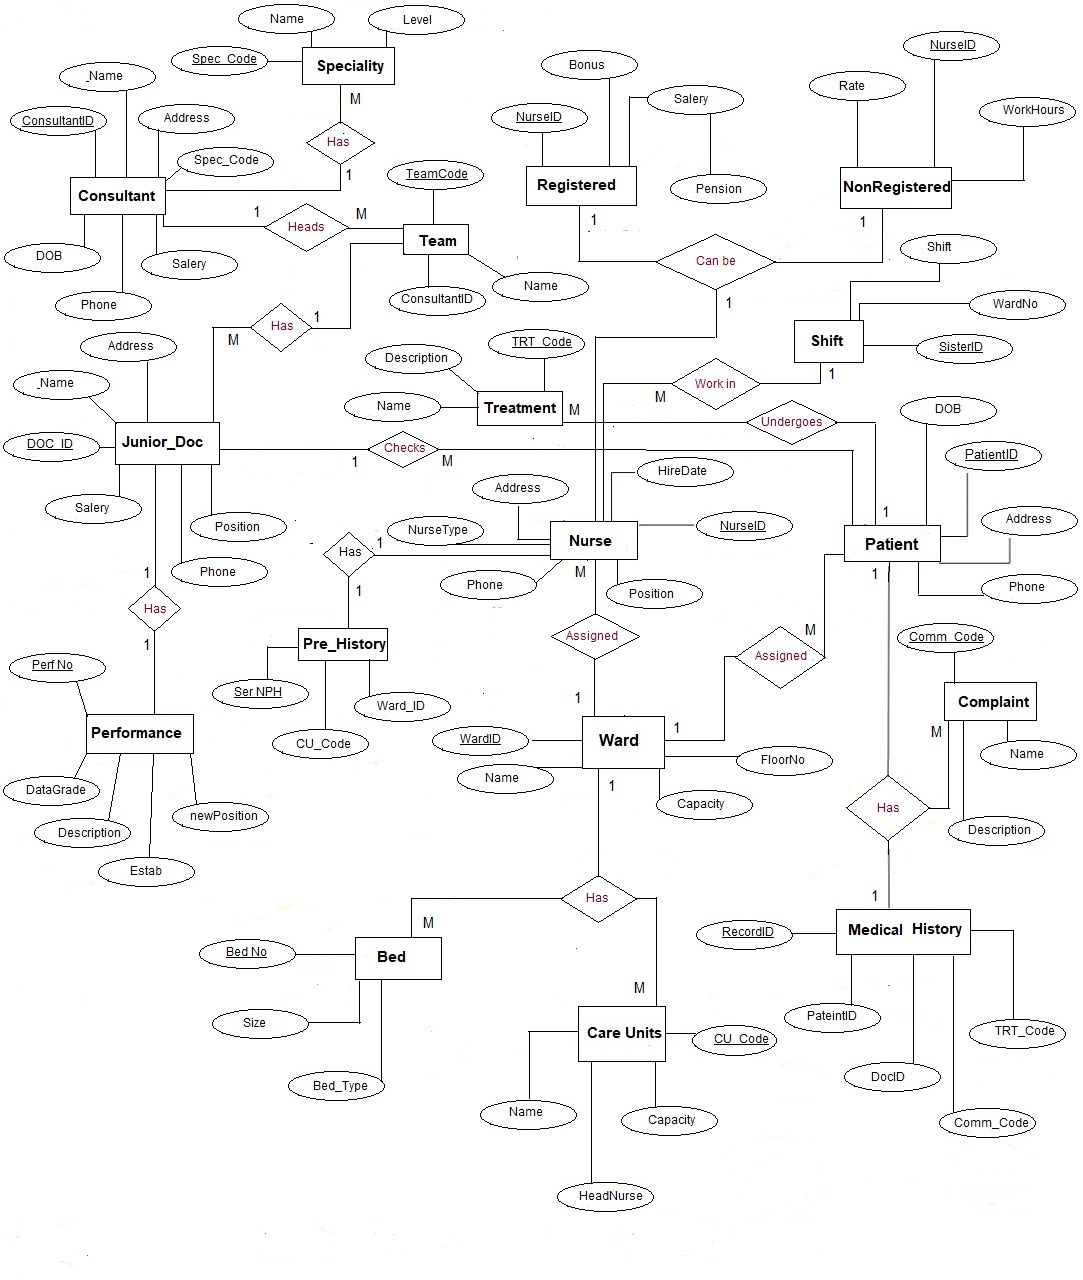 Name
Level
Spec_Code
Speciality
M
_Name
ConsultantID
Address
Has
Spec_Code
1
Consultant
1
Heads
M
DOB
Salery
Phone
TeamCode
Team
ConsultantID
Name
Has
1
M
Bonus
NurseID
Salery
Registered
Pension
1
NurseID
Rate
WorkHours
NonRegistered
1
Can be
1
Shift
WardNo
Shift
SisterID
1
Work in
M
Address
_Name
DOC_ID
Junior_Doc
Salery
Position
Phone
1
Checks
M
TRT_Code
Description
Name
Treatment
M
Undergoes
DOB
PatientID
1
Address
Patient
Phone
1
HireDate
Address
NurseType
NurseID
Nurse
Phone
Position
M
Has
1
1
Pre_History
Ser NPH
Ward_ID
CU_Code
1
Has
1
Perf No
Performance
DataGrade
newPosition
Description
Estab
Assigned
1
M
Assigned
1
WardID
Ward
Name
FloorNo
Capacity
1
Comm_Code
Complaint
M
Name
Description
Has
1
Has
M
M
Bed No
Bed
Size
Bed_Type
Care Units
CU_Code
Name
Capacity
HeadNurse
RecordID
Medical History
PateintID
TRT_Code
DocID
Comm_Code